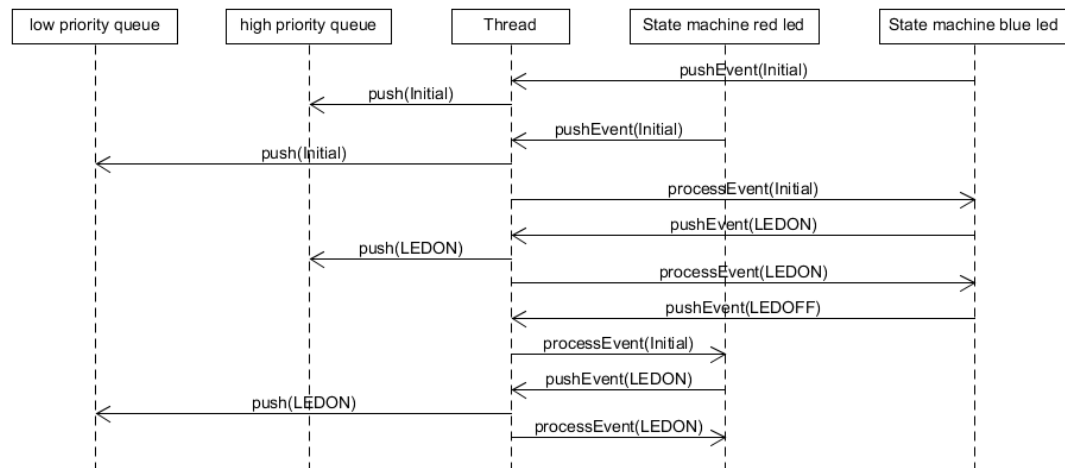 low priority queue
high priority queue
Thread
State machine red led
State machine blue led
pushEvent(Initial)
push(Initial)
pushEvent(Initial)
push(Initial)
processEvent(Initial)
pushEvent(LEDON)
push(LEDON)
processEvent(LEDON)
pushEvent(LEDOFF)
processEvent(Initial)
pushEvent(LEDON)
push(LEDON)
processEvent(LEDON)